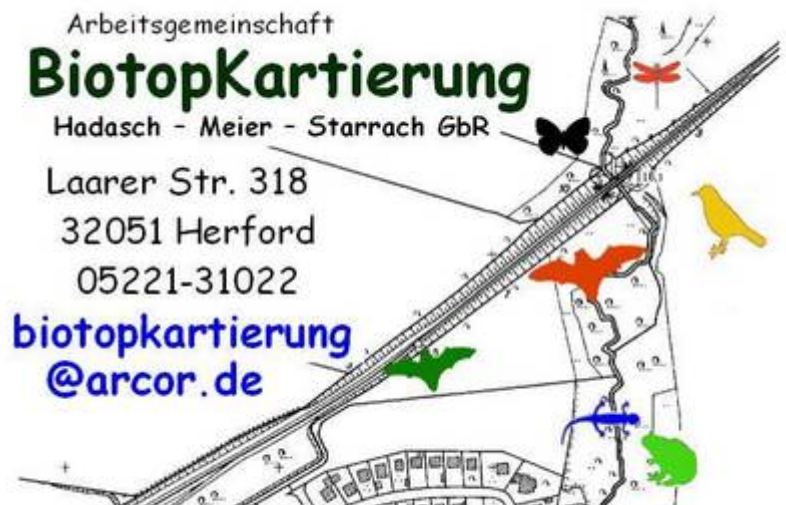 Arbeitsgemeinschaft
BiotopKartierung
Hadasch - Meier - Starrach GbR
Laarer Str. 318
32051 Herford
05221-31022
biotopkartierung
@arcor.de